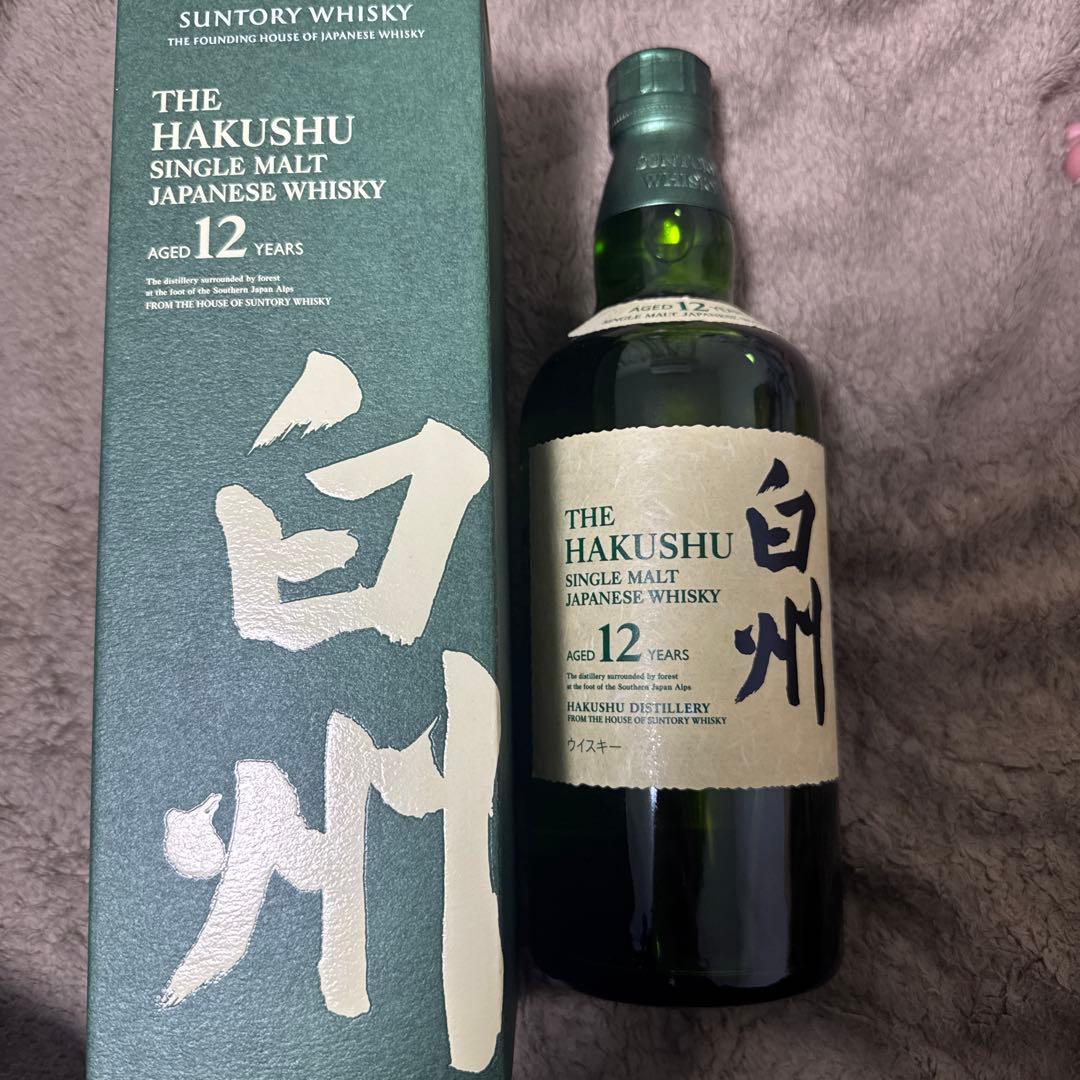 SUNTORY WHISKY
THE FOUNDING HOUSE OF JAPANESE WHISKY
THE
HAKUSHU
SINGLE MALT
JAPANESE WHISKY
AGED 12 YEARS
The distillery surrounded by forest
at the foot of the Southern Japan Alps
FROM THE HOUSE OF SUNTORY WHISKY
白州
SUNTORY
WHISKY
AGED 12 YEARS
SINGLE MALT JAPANESE
THE
HAKUSHU
SINGLE MALT
JAPANESE WHISKY
AGED 12 YEARS
The distillery surrounded by forest
at the foot of the Southern Japan Alps
HAKUSHU DISTILLERY
FROM THE HOUSE OF SUNTORY WHISKY
ウイスキー
白州